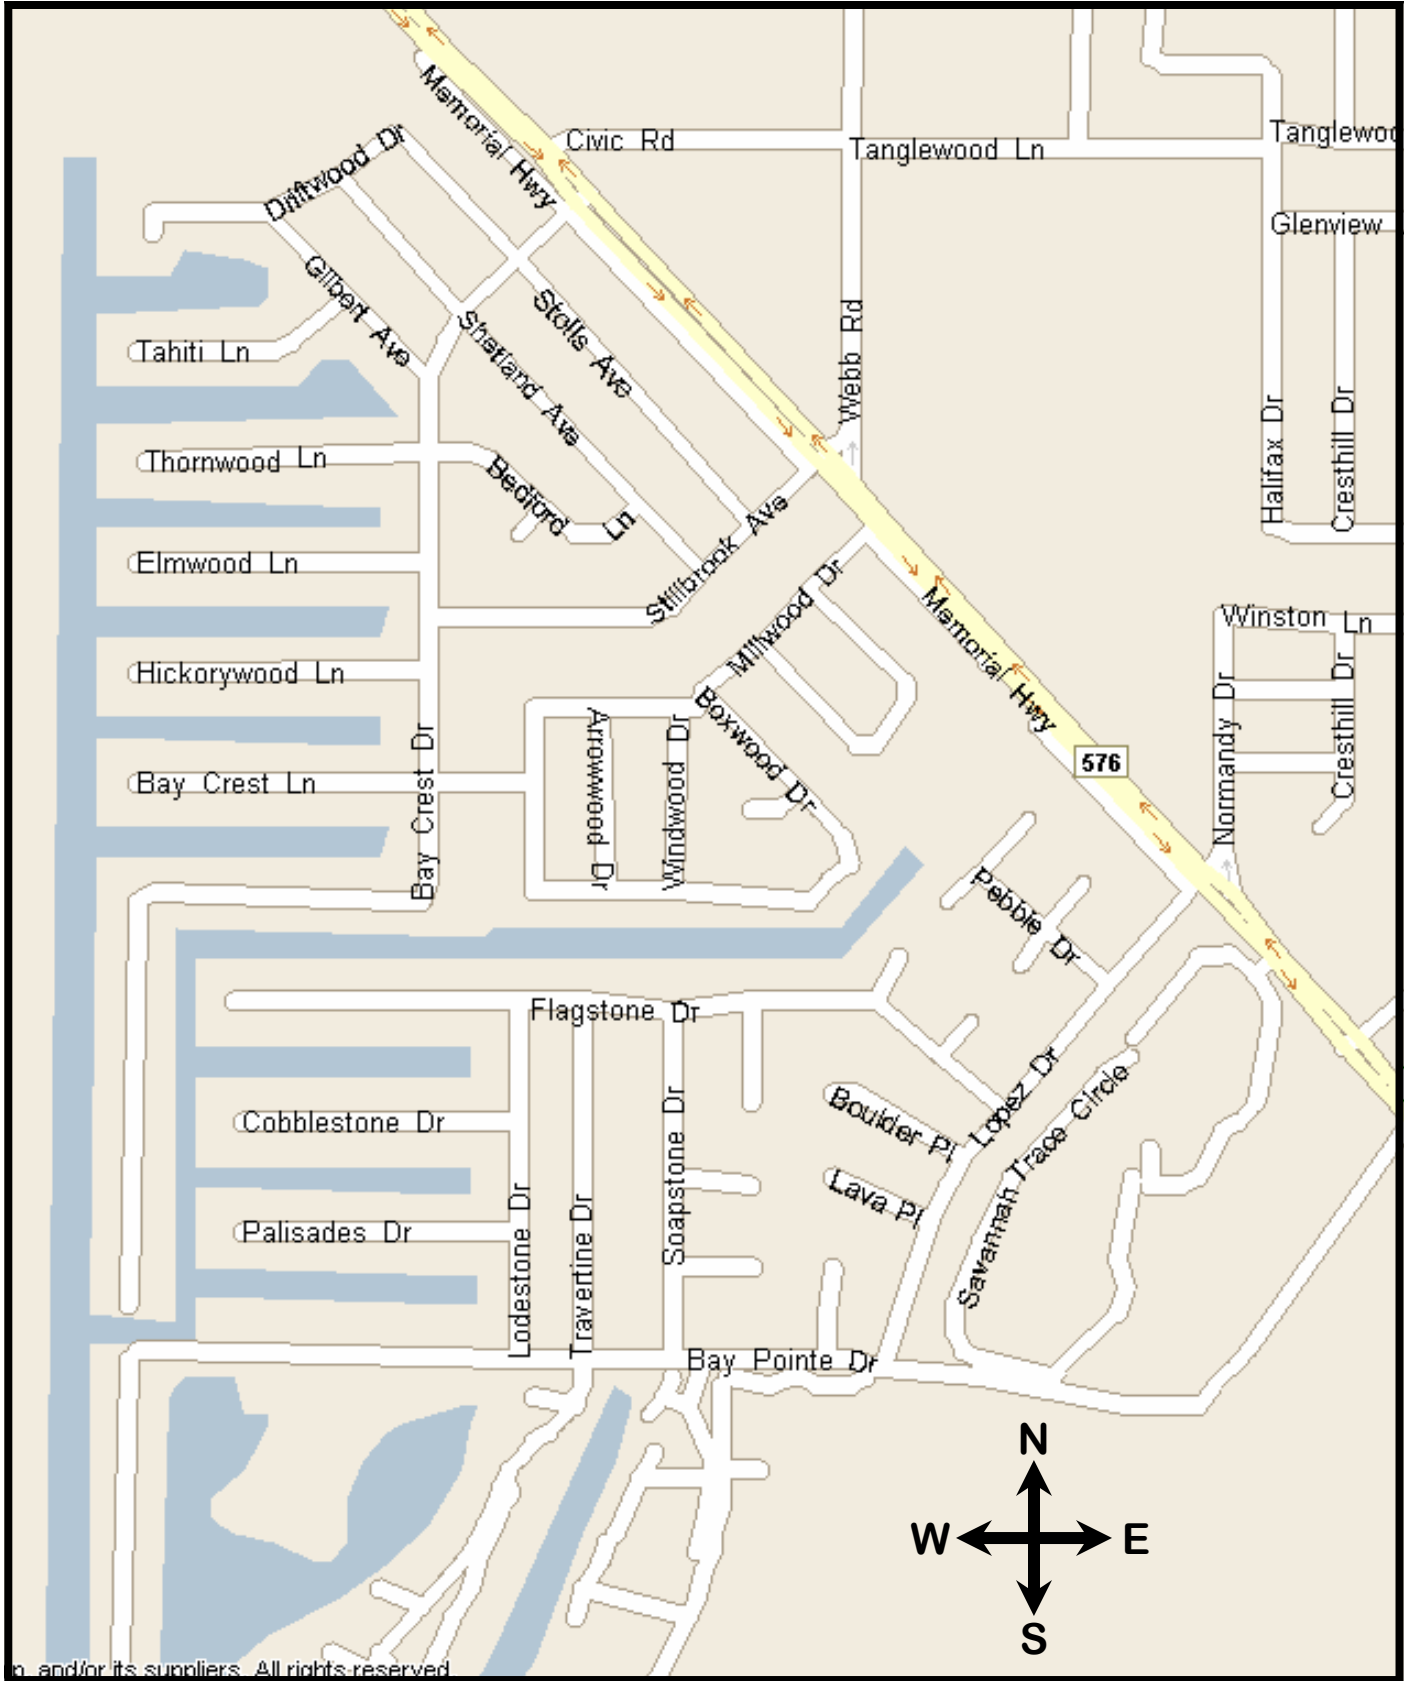 Memorial Hwy
Civic Rd
Tanglewood Ln
Tanglewoo
Driftwood Dr
Glenview
Gilbert Ave
Stolls Ave
Shetland Ave
Webb Rd
Tahiti Ln
Halifax Dr
Cresthill Dr
Thornwood Ln
Bedford Ln
Stillbrook Ave
Elmwood Ln
Millwood Dr
Memorial Hwy
Winston Ln
Hickorywood Ln
Boxwood Dr
Arrowwood Dr
Windwood Dr
Normandy Dr
Cresthill Dr
576
Bay Crest Ln
Bay Crest Dr
Pebble Dr
Flagstone Dr
Lopez Dr
Savannah Trace Circle
Boulder Pl
Cobblestone Dr
Soapstone Dr
Lava Pl
Lodestone Dr
Travertine Dr
Palisades Dr
Bay Pointe Dr
N
W E
S
p. and/or its suppliers. All rights reserved